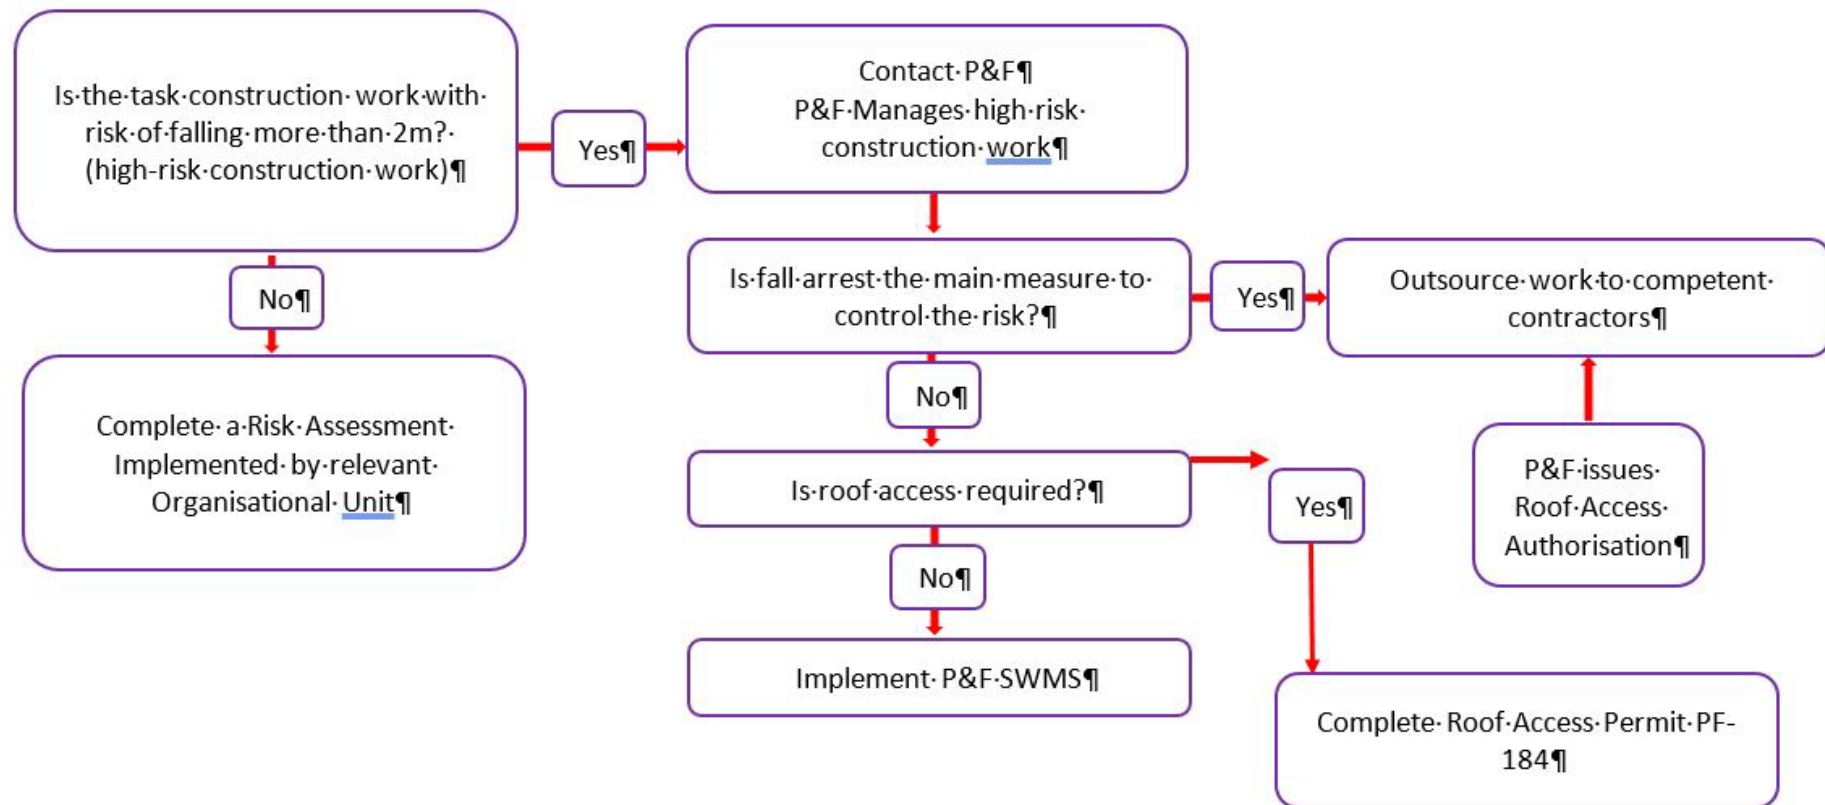 Is·the·task·construction·work·with·
risk·of·falling·more·than·2m?·
(high-risk·construction·work)¶
Yes¶
Contact·P&F¶
P&F·Manages·high·risk·
construction·work¶
No¶
Complete·a·Risk·Assessment·
Implemented·by·relevant·
Organisational·Unit¶
Is·fall·arrest·the·main·measure·to·
control·the·risk?¶
Yes¶
Outsource·work·to·competent·
contractors¶
No¶
Is·roof·access·required?¶
Yes¶
P&F·issues·
Roof·Access·
Authorisation¶
No¶
Implement·P&F·SWMS¶
Complete·Roof·Access·Permit·PF-
184¶